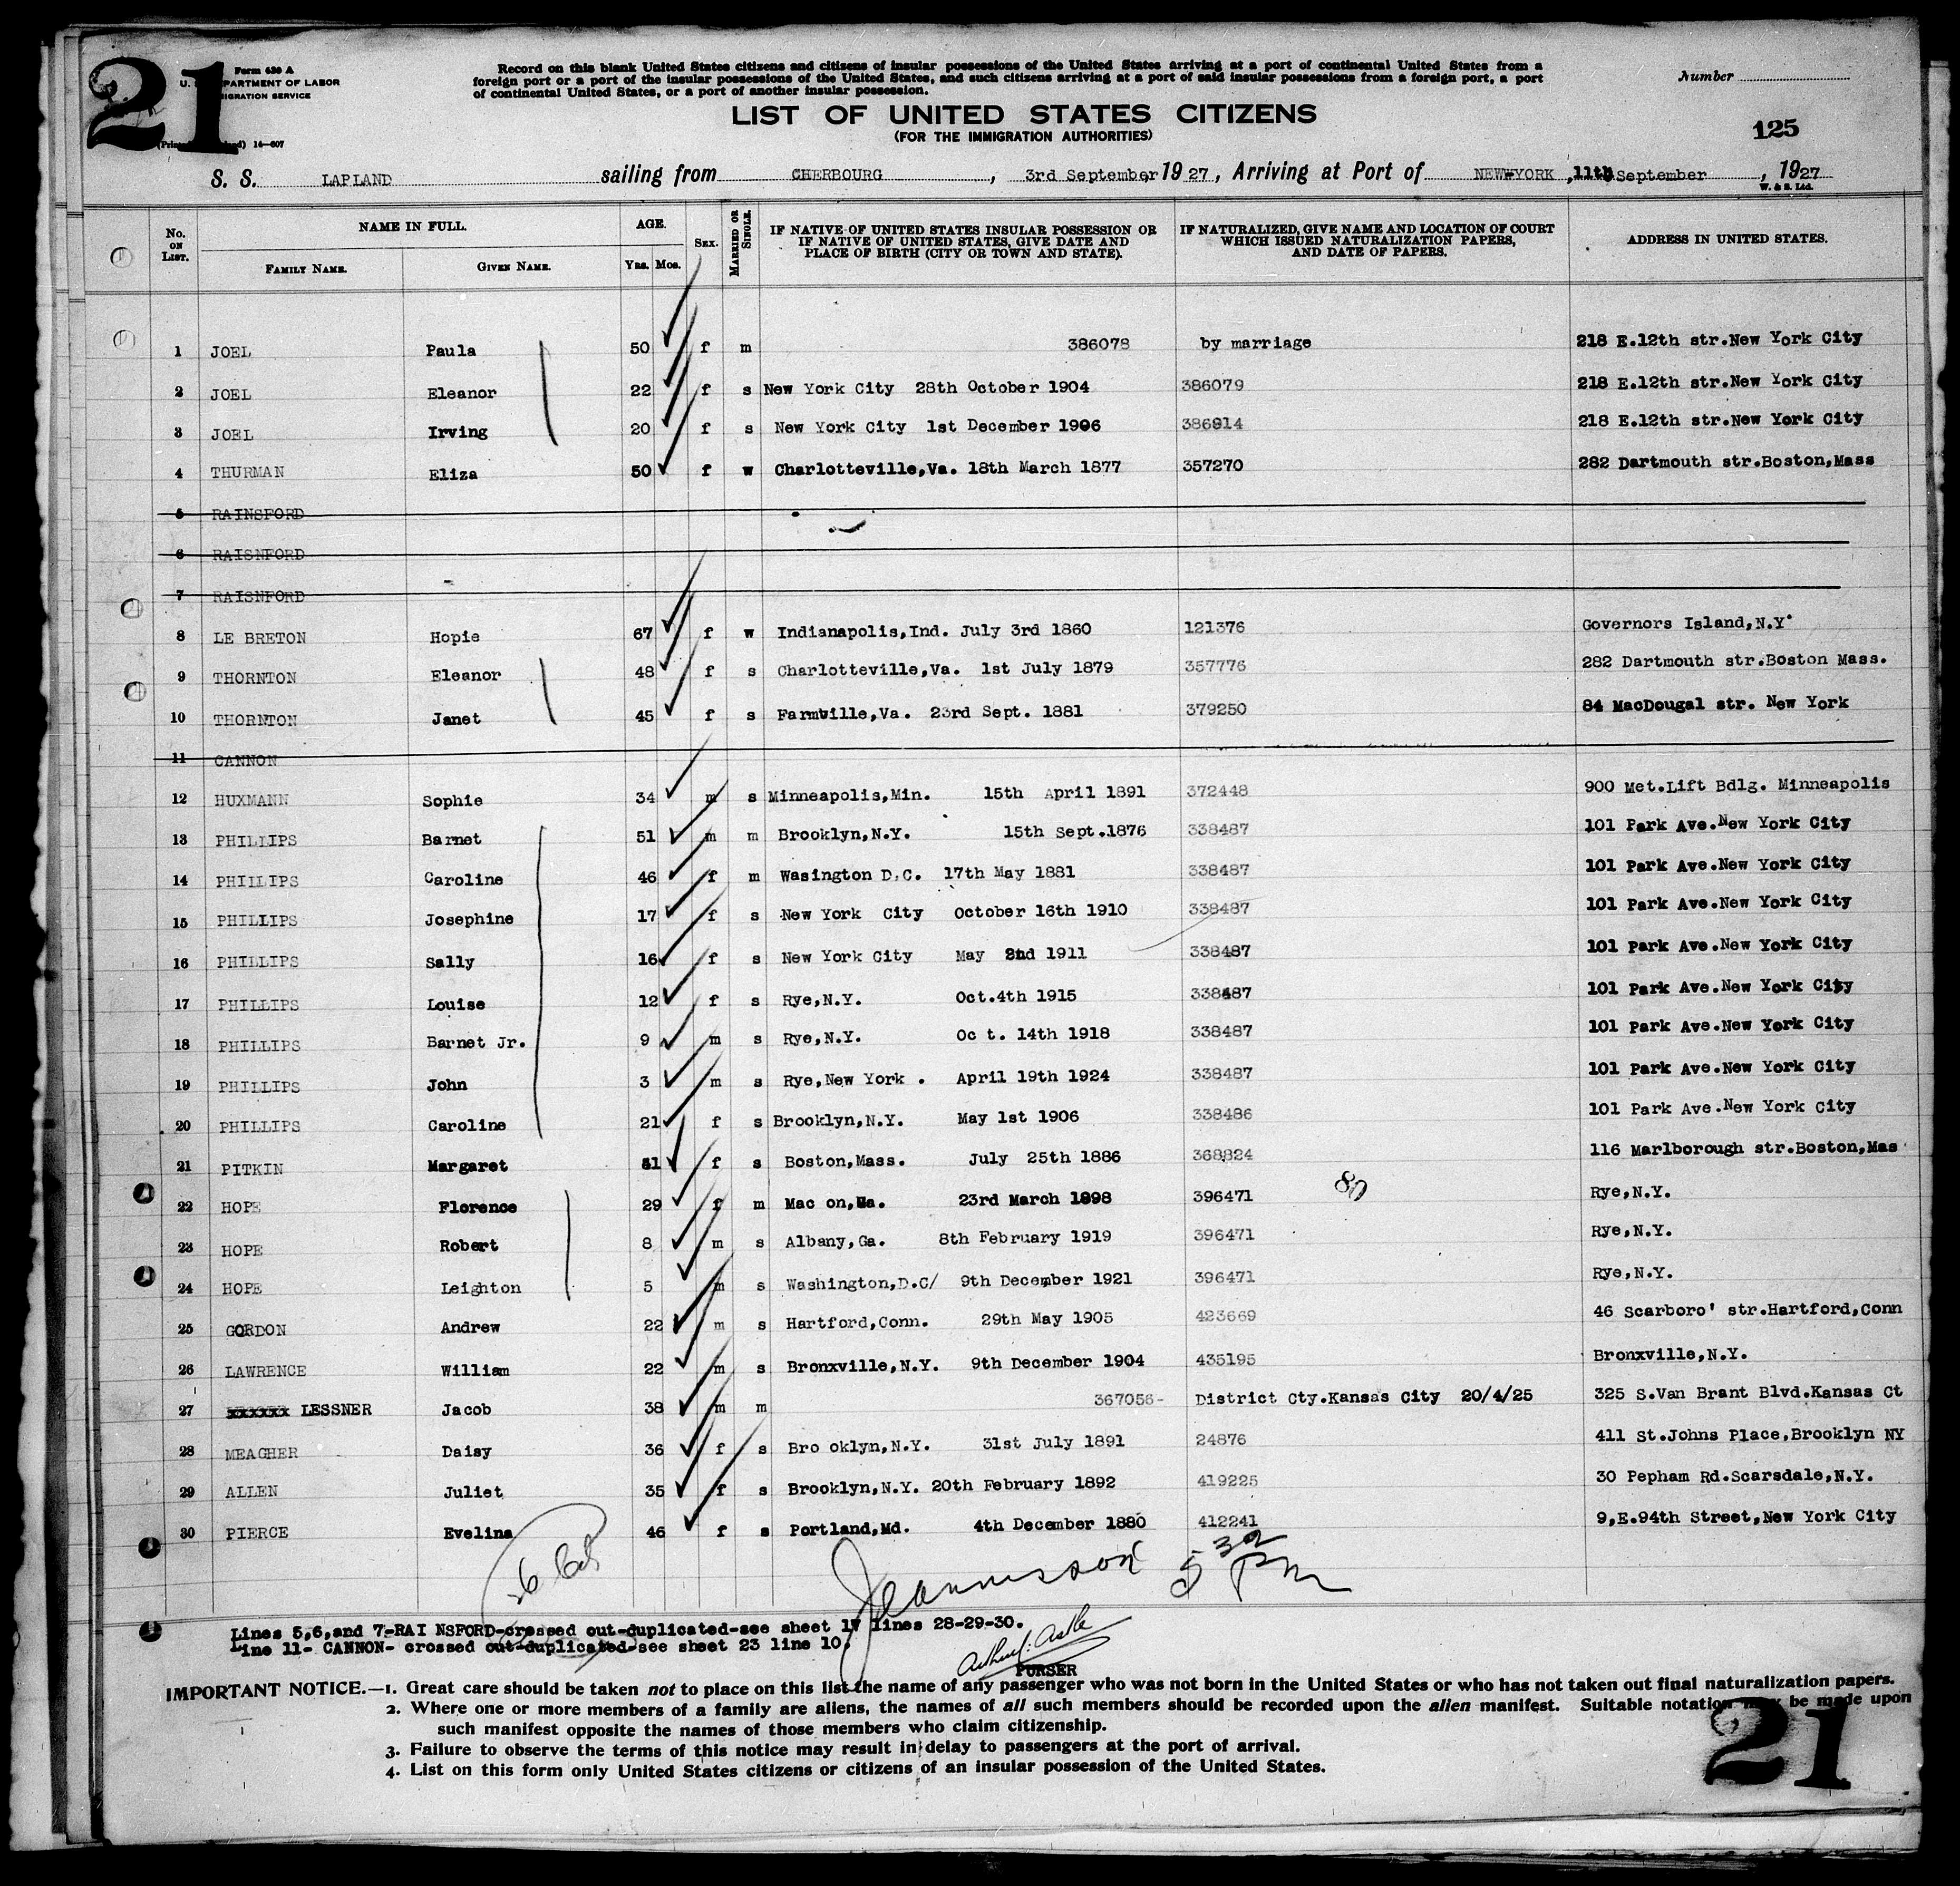 21
Form 630 A
U. DEPARTMENT OF LABOR
IMMIGRATION SERVICE
14—607
Record on this blank United States citizens and citizens of insular possessions of the United States arriving at a port of continental United States from a
foreign port or a port of the insular possessions of the United States, and such citizens arriving at a port of said insular possessions from a foreign port, a port
of continental United States, or a port of another insular possession.
Number
LIST OF UNITED STATES CITIZENS
(FOR THE IMMIGRATION AUTHORITIES)
125
S. S. LAPLAND sailing from CHERBOURG, 3rd September 1927, Arriving at Port of NEW YORK, 11th September, 1927
W. & S. Ltd.
No. ON LIST. NAME IN FULL. FAMILY NAME. GIVEN NAME. AGE. Yrs. Mos. SEX. MARRIED OR SINGLE. IF NATIVE OF UNITED STATES INSULAR POSSESSION OR IF NATIVE OF UNITED STATES, GIVE DATE AND PLACE OF BIRTH (CITY OR TOWN AND STATE). IF NATURALIZED, GIVE NAME AND LOCATION OF COURT WHICH ISSUED NATURALIZATION PAPERS, AND DATE OF PAPERS. ADDRESS IN UNITED STATES.
1 JOEL Paula 50 f m 386078 by marriage 218 E.12th str.New York City
2 JOEL Eleanor 22 f s New York City 28th October 1904 386079 218 E.12th str.New York City
3 JOEL Irving 20 f s New York City 1st December 1906 386914 218 E.12th str.New York City
4 THURMAN Eliza 50 f w Charlotteville,Va. 18th March 1877 357270 282 Dartmouth str.Boston,Mass
5 RAINSFORD
6 RAISNFORD
7 RAISNFORD
8 LE BRETON Hopie 67 f w Indianapolis,Ind. July 3rd 1860 121376 Governors Island,N.Y.
9 THORNTON Eleanor 48 f s Charlotteville,Va. 1st July 1879 357776 282 Dartmouth str.Boston Mass.
10 THORNTON Janet 45 f s Farmville,Va. 23rd Sept. 1881 379250 84 MacDougal str. New York
11 CANNON
12 HUXMANN Sophie 34 m s Minneapolis,Min. 15th April 1891 372448 900 Met.Lift Bdlg. Minneapolis
13 PHILLIPS Barnet 51 m m Brooklyn,N.Y. 15th Sept.1876 338487 101 Park Ave.New York City
14 PHILLIPS Caroline 46 f m Wasington D.C. 17th May 1881 338487 101 Park Ave.New York City
15 PHILLIPS Josephine 17 f s New York City October 16th 1910 338487 101 Park Ave.New York City
16 PHILLIPS Sally 16 f s New York City May 2nd 1911 338487 101 Park Ave.New York City
17 PHILLIPS Louise 12 f s Rye,N.Y. Oct.4th 1915 338487 101 Park Ave.New York City
18 PHILLIPS Barnet Jr. 9 m s Rye,N.Y. Oc t. 14th 1918 338487 101 Park Ave.New York City
19 PHILLIPS John 3 m s Rye,New York . April 19th 1924 338487 101 Park Ave.New York City
20 PHILLIPS Caroline 21 f s Brooklyn,N.Y. May 1st 1906 338486 101 Park Ave.New York City
21 PITKIN Margaret 41 f s Boston,Mass. July 25th 1886 368824 116 Marlborough str.Boston,Mas
22 HOPE Florence 29 f m Mac on,Ga. 23rd March 1898 396471 80 Rye,N.Y.
23 HOPE Robert 8 m s Albany,Ga. 8th February 1919 396471 Rye,N.Y.
24 HOPE Leighton 5 m s Washington,D.C/ 9th December 1921 396471 Rye,N.Y.
25 GORDON Andrew 22 m s Hartford,Conn. 29th May 1905 423669 46 Scarboro' str.Hartford,Conn
26 LAWRENCE William 22 m s Bronxville,N.Y. 9th December 1904 435195 Bronxville,N.Y.
27 xxxxxx LESSNER Jacob 38 m m 367056- District Cty.Kansas City 20/4/25 325 S.Van Brant Blvd.Kansas Ct
28 MEAGHER Daisy 36 f s Bro oklyn,N.Y. 31st July 1891 24876 411 St.Johns Place,Brooklyn NY
29 ALLEN Juliet 35 f s Brooklyn,N.Y. 20th February 1892 419225 30 Pepham Rd.Scarsdale,N.Y.
30 PIERCE Evelina 46 f s Portland,Md. 4th December 1880 412241 9,E.94th Street,New York City
5 32 PM
Lines 5,6,and 7-RAI NSFORD-crossed out-duplicated-see sheet 17 lines 28-29-30.
Line 11- CANNON- crossed out-duplicated-see sheet 23 line 10.
PURSER
IMPORTANT NOTICE.—1. Great care should be taken not to place on this list the name of any passenger who was not born in the United States or who has not taken out final naturalization papers.
2. Where one or more members of a family are aliens, the names of all such members should be recorded upon the alien manifest. Suitable notation may be made upon
such manifest opposite the names of those members who claim citizenship.
3. Failure to observe the terms of this notice may result in delay to passengers at the port of arrival.
4. List on this form only United States citizens or citizens of an insular possession of the United States.
21